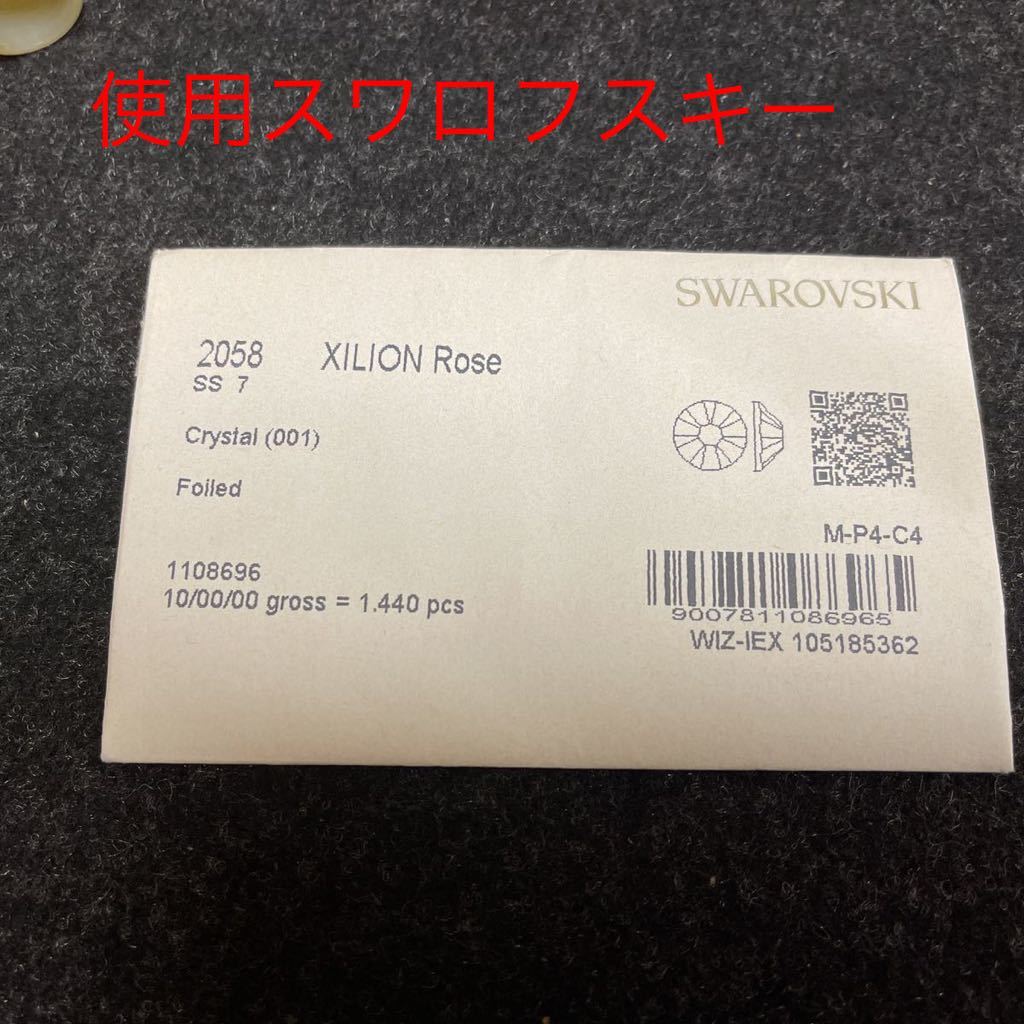 使用スワロフスキー
SWAROVSKI
2058 XILION Rose
SS 7
Crystal (001)
Foiled
M-P4-C4
1108696
10/00/00 gross = 1.440 pcs
9007811086965
WIZ-IEX 105185362